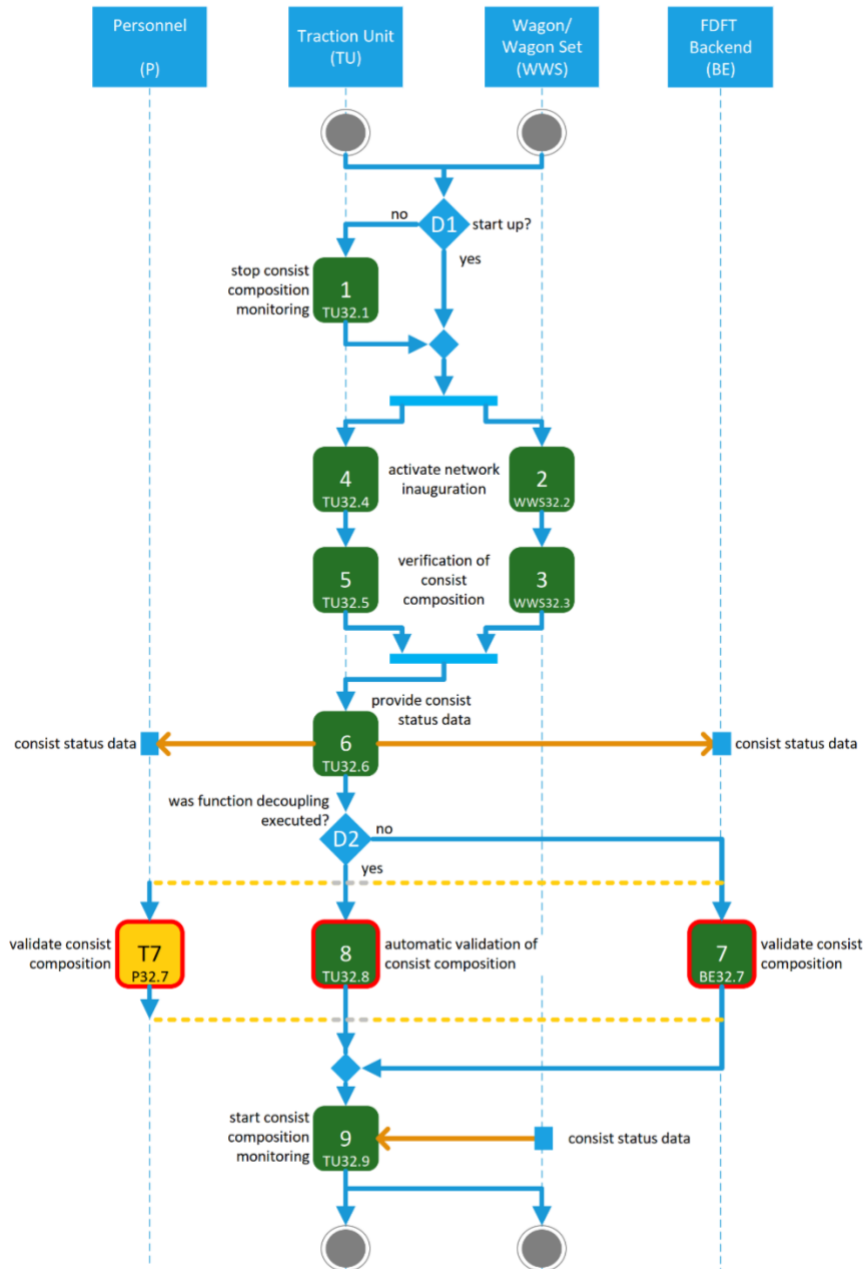 Personnel
(P)
Traction Unit
(TU)
Wagon/
Wagon Set
(WWS)
FDFT
Backend
(BE)
no
D1
start up?
yes
stop consist
composition
monitoring
1
TU32.1
4
TU32.4
activate network
inauguration
2
WWS32.2
5
TU32.5
verification of
consist
composition
3
WWS32.3
provide consist
status data
consist status data
6
TU32.6
consist status data
was function decoupling
executed?
D2
no
yes
validate consist
composition
T7
P32.7
8
TU32.8
automatic validation of
consist composition
7
BE32.7
validate consist
composition
start consist
composition
monitoring
9
TU32.9
consist status data